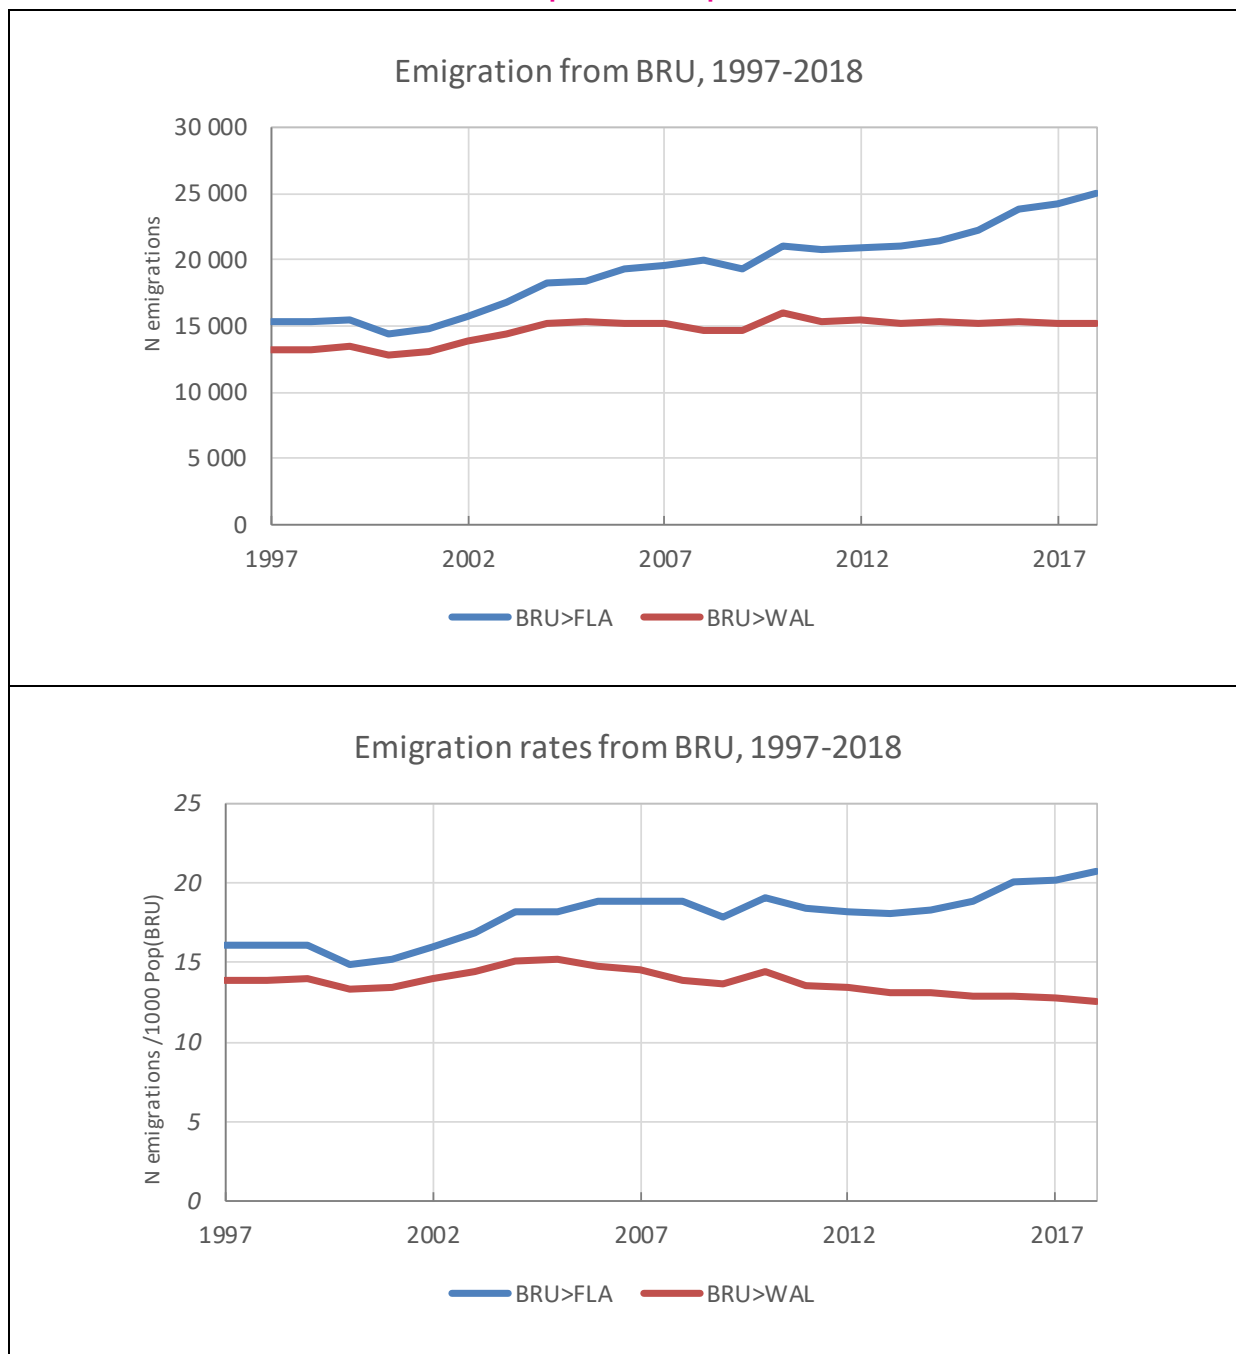 Emigration from BRU, 1997-2018
N emigrations
30 000
25 000
20 000
15 000
10 000
5 000
0
1997 2002 2007 2012 2017
BRU>FLA BRU>WAL
Emigration rates from BRU, 1997-2018
N emigrations /1000 Pop(BRU)
25
20
15
10
5
0
1997 2002 2007 2012 2017
BRU>FLA BRU>WAL